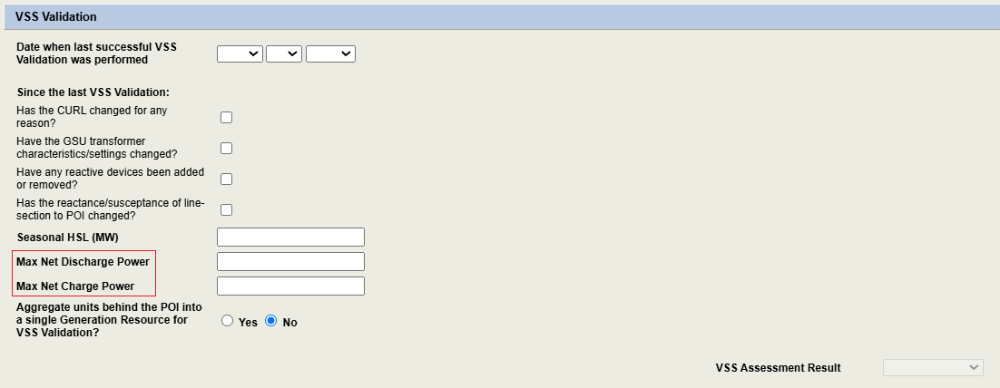 VSS Validation
Date when last successful VSS
Validation was performed
Since the last VSS Validation:
Has the CURL changed for any
reason?
Have the GSU transformer
characteristics/settings changed?
Have any reactive devices been added
or removed?
Has the reactance/susceptance of line-
section to POI changed?
Seasonal HSL (MW)
Max Net Discharge Power
Max Net Charge Power
Aggregate units behind the POI into
a single Generation Resource for
VSS Validation?
Yes No
VSS Assessment Result